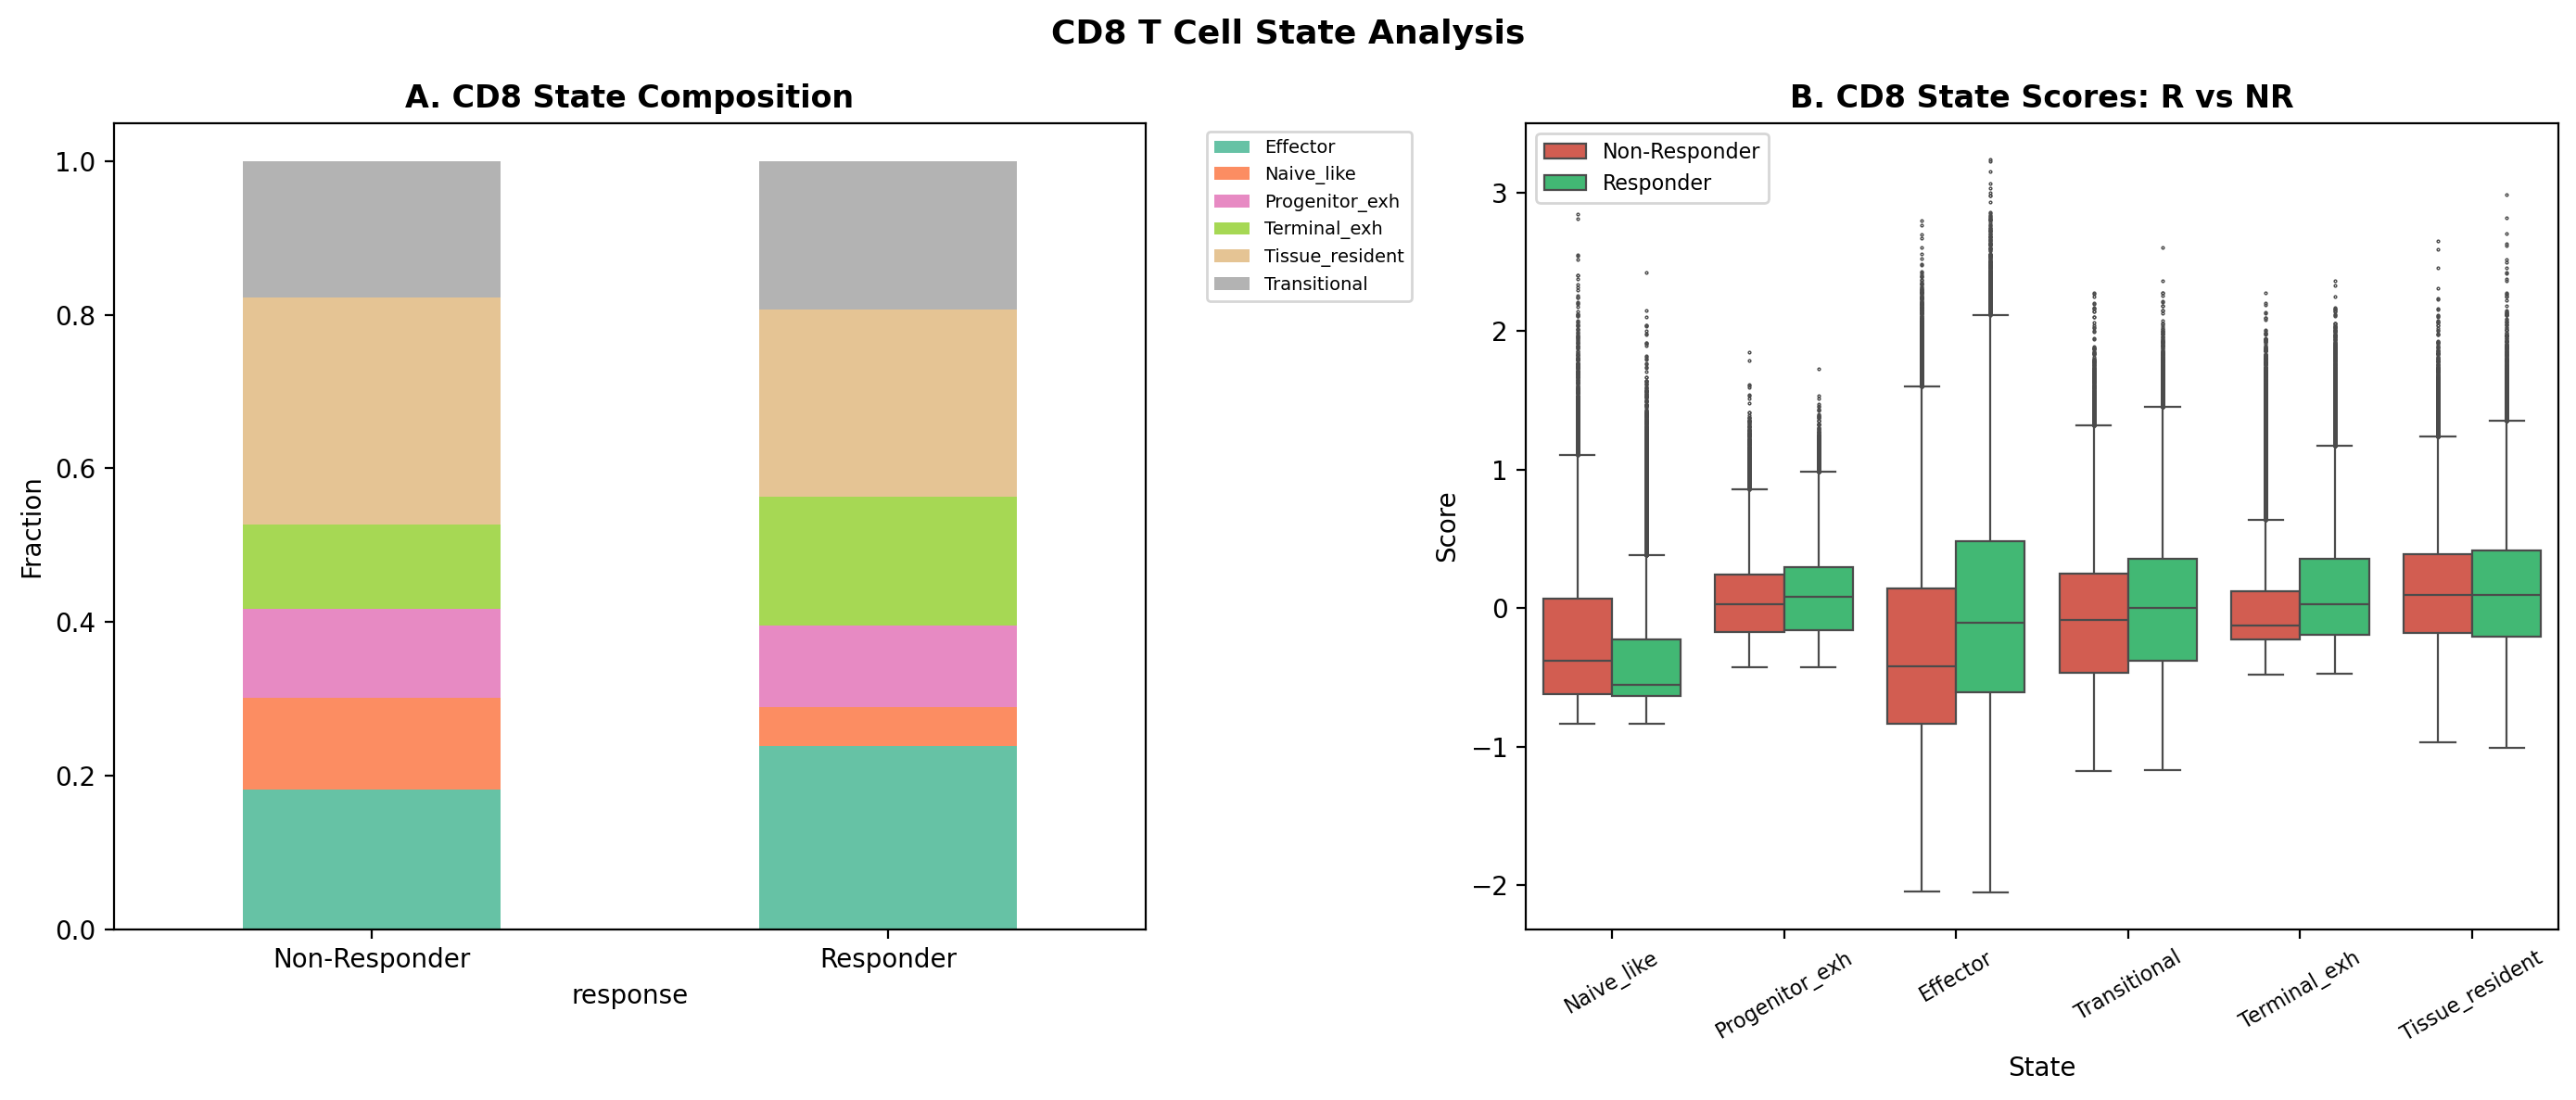 CD8 T Cell State Analysis
A. CD8 State Composition
1.0
0.8
0.6
0.4
0.2
0.0
Fraction
Non-Responder
Responder
response
Effector
Naive_like
Progenitor_exh
Terminal_exh
Tissue_resident
Transitional
B. CD8 State Scores: R vs NR
Non-Responder
Responder
3
2
1
0
−1
−2
Score
Naive_like
Progenitor_exh
Effector
Transitional
Terminal_exh
Tissue_resident
State